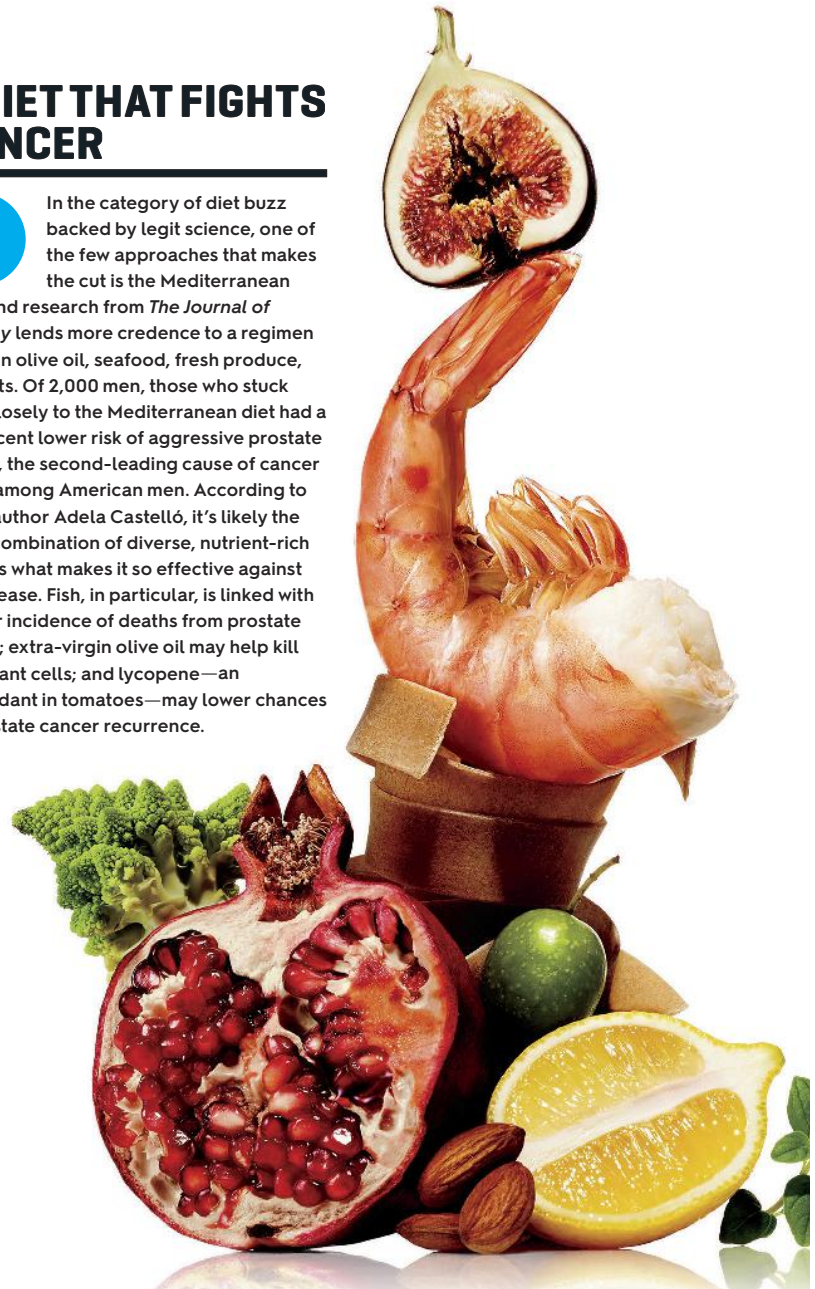 IET THAT FIGHTS
NCER
In the category of diet buzz
backed by legit science, one of
the few approaches that makes
the cut is the Mediterranean
nd research from The Journal of
y lends more credence to a regimen
n olive oil, seafood, fresh produce,
ts. Of 2,000 men, those who stuck
losely to the Mediterranean diet had a
cent lower risk of aggressive prostate
, the second-leading cause of cancer
among American men. According to
author Adela Castelló, it's likely the
ombination of diverse, nutrient-rich
s what makes it so effective against
ease. Fish, in particular, is linked with
r incidence of deaths from prostate
; extra-virgin olive oil may help kill
ant cells; and lycopene—an
dant in tomatoes—may lower chances
tate cancer recurrence.